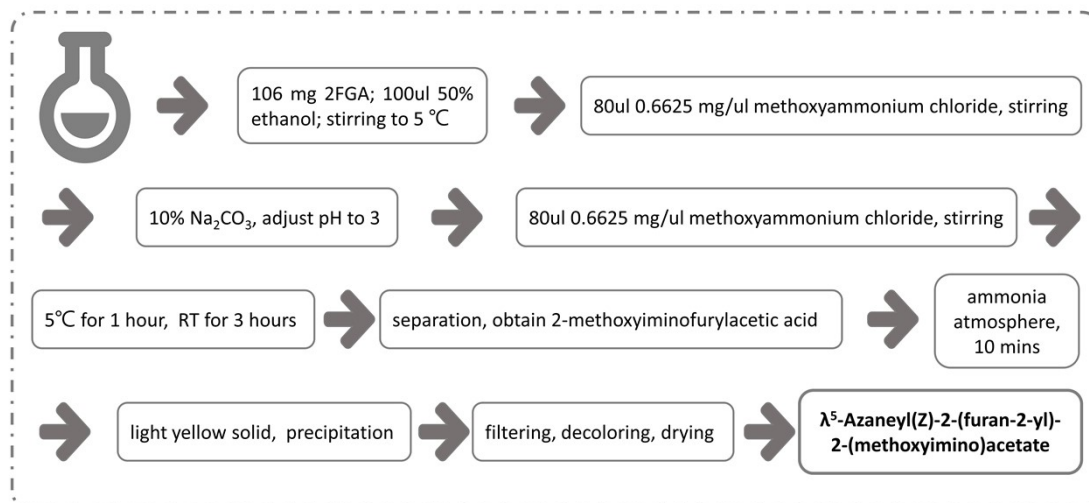 106 mg 2FGA; 100ul 50%
ethanol; stirring to 5 ℃
80ul 0.6625 mg/ul methoxyammonium chloride, stirring
10% Na₂CO₃, adjust pH to 3
80ul 0.6625 mg/ul methoxyammonium chloride, stirring
5℃ for 1 hour, RT for 3 hours
separation, obtain 2-methoxyiminofurylacetic acid
ammonia
atmosphere,
10 mins
light yellow solid, precipitation
filtering, decoloring, drying
λ⁵-Azaneyl(Z)-2-(furan-2-yl)-
2-(methoxyimino)acetate